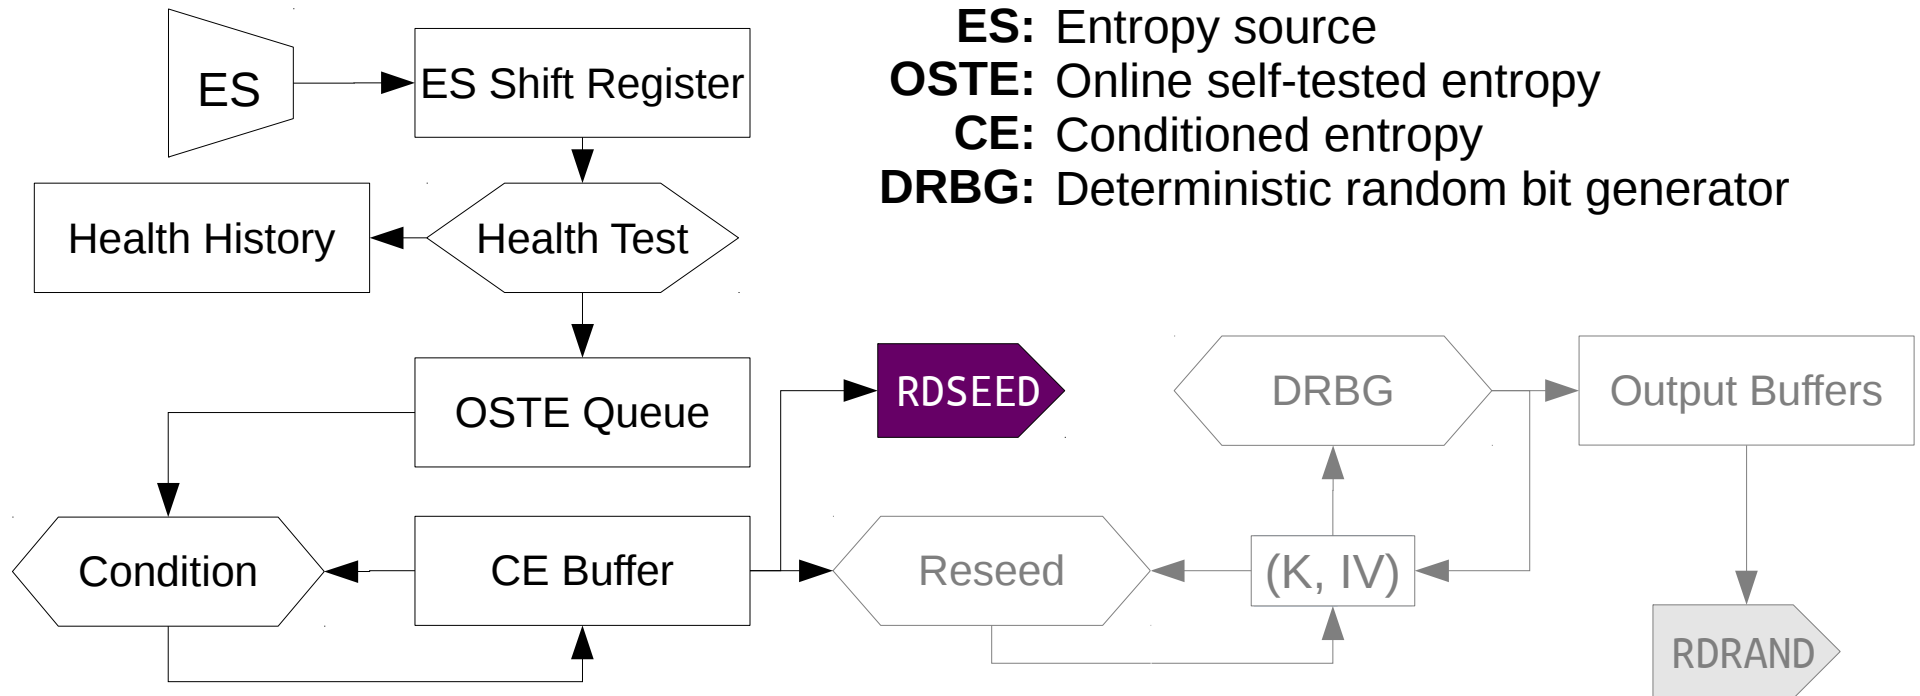 ES
ES Shift Register
ES: Entropy source
OSTE: Online self-tested entropy
CE: Conditioned entropy
DRBG: Deterministic random bit generator
Health History
Health Test
OSTE Queue
RDSEED
DRBG
Output Buffers
Condition
CE Buffer
Reseed
(K, IV)
RDRAND